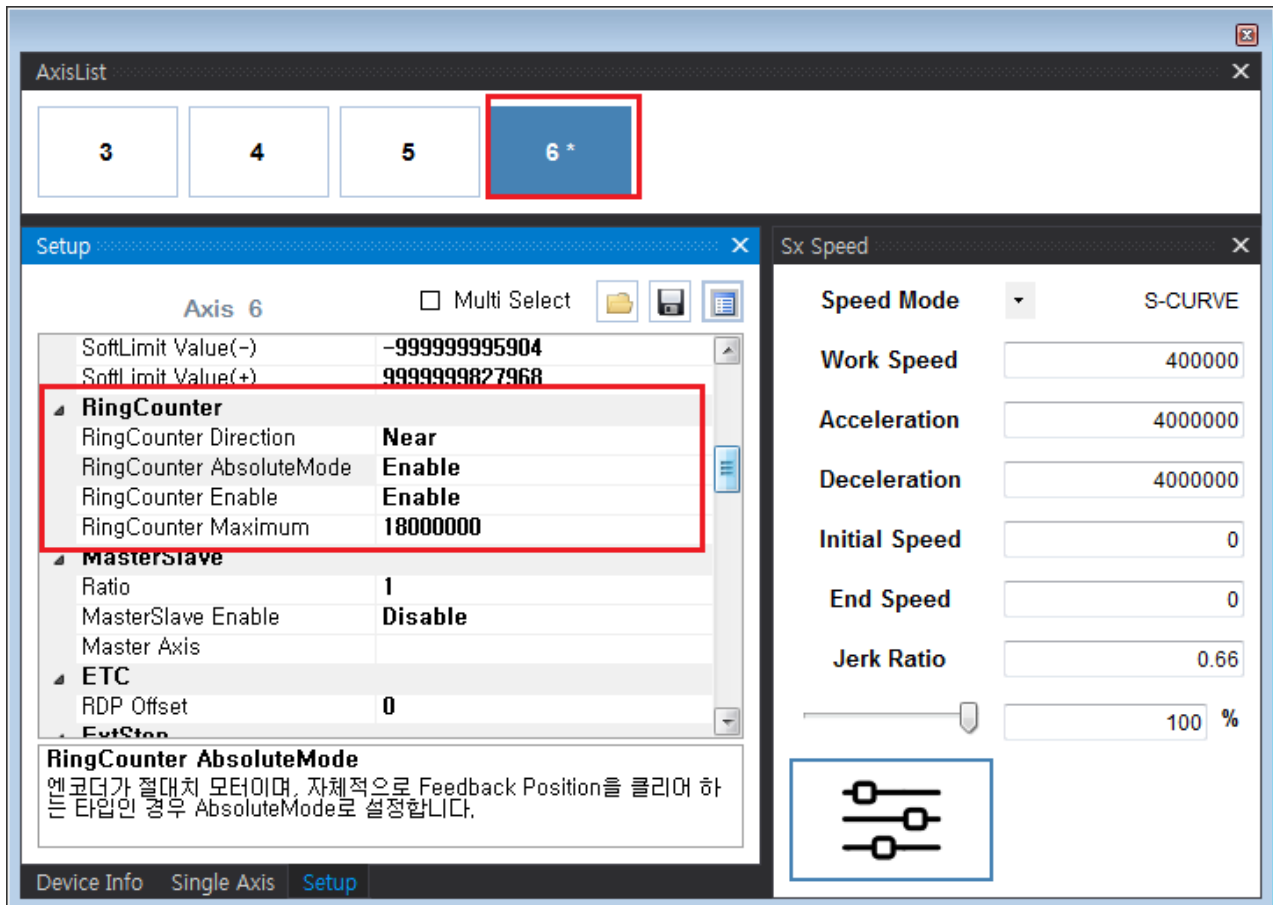 AxisList
3 4 5 6 *
Setup
Axis 6
Multi Select
SoftLimit Value(-) -999999995904
SoftLimit Value(+) 9999999827968
RingCounter
RingCounter Direction Near
RingCounter AbsoluteMode Enable
RingCounter Enable Enable
RingCounter Maximum 18000000
MasterSlave
Ratio 1
MasterSlave Enable Disable
Master Axis
ETC
RDP Offset 0
ExtStop
RingCounter AbsoluteMode
엔코더가 절대치 모터이며, 자체적으로 Feedback Position을 클리어 하
는 타입인 경우 AbsoluteMode로 설정합니다.
Device Info Single Axis Setup
Sx Speed
Speed Mode S-CURVE
Work Speed 400000
Acceleration 4000000
Deceleration 4000000
Initial Speed 0
End Speed 0
Jerk Ratio 0.66
100 %